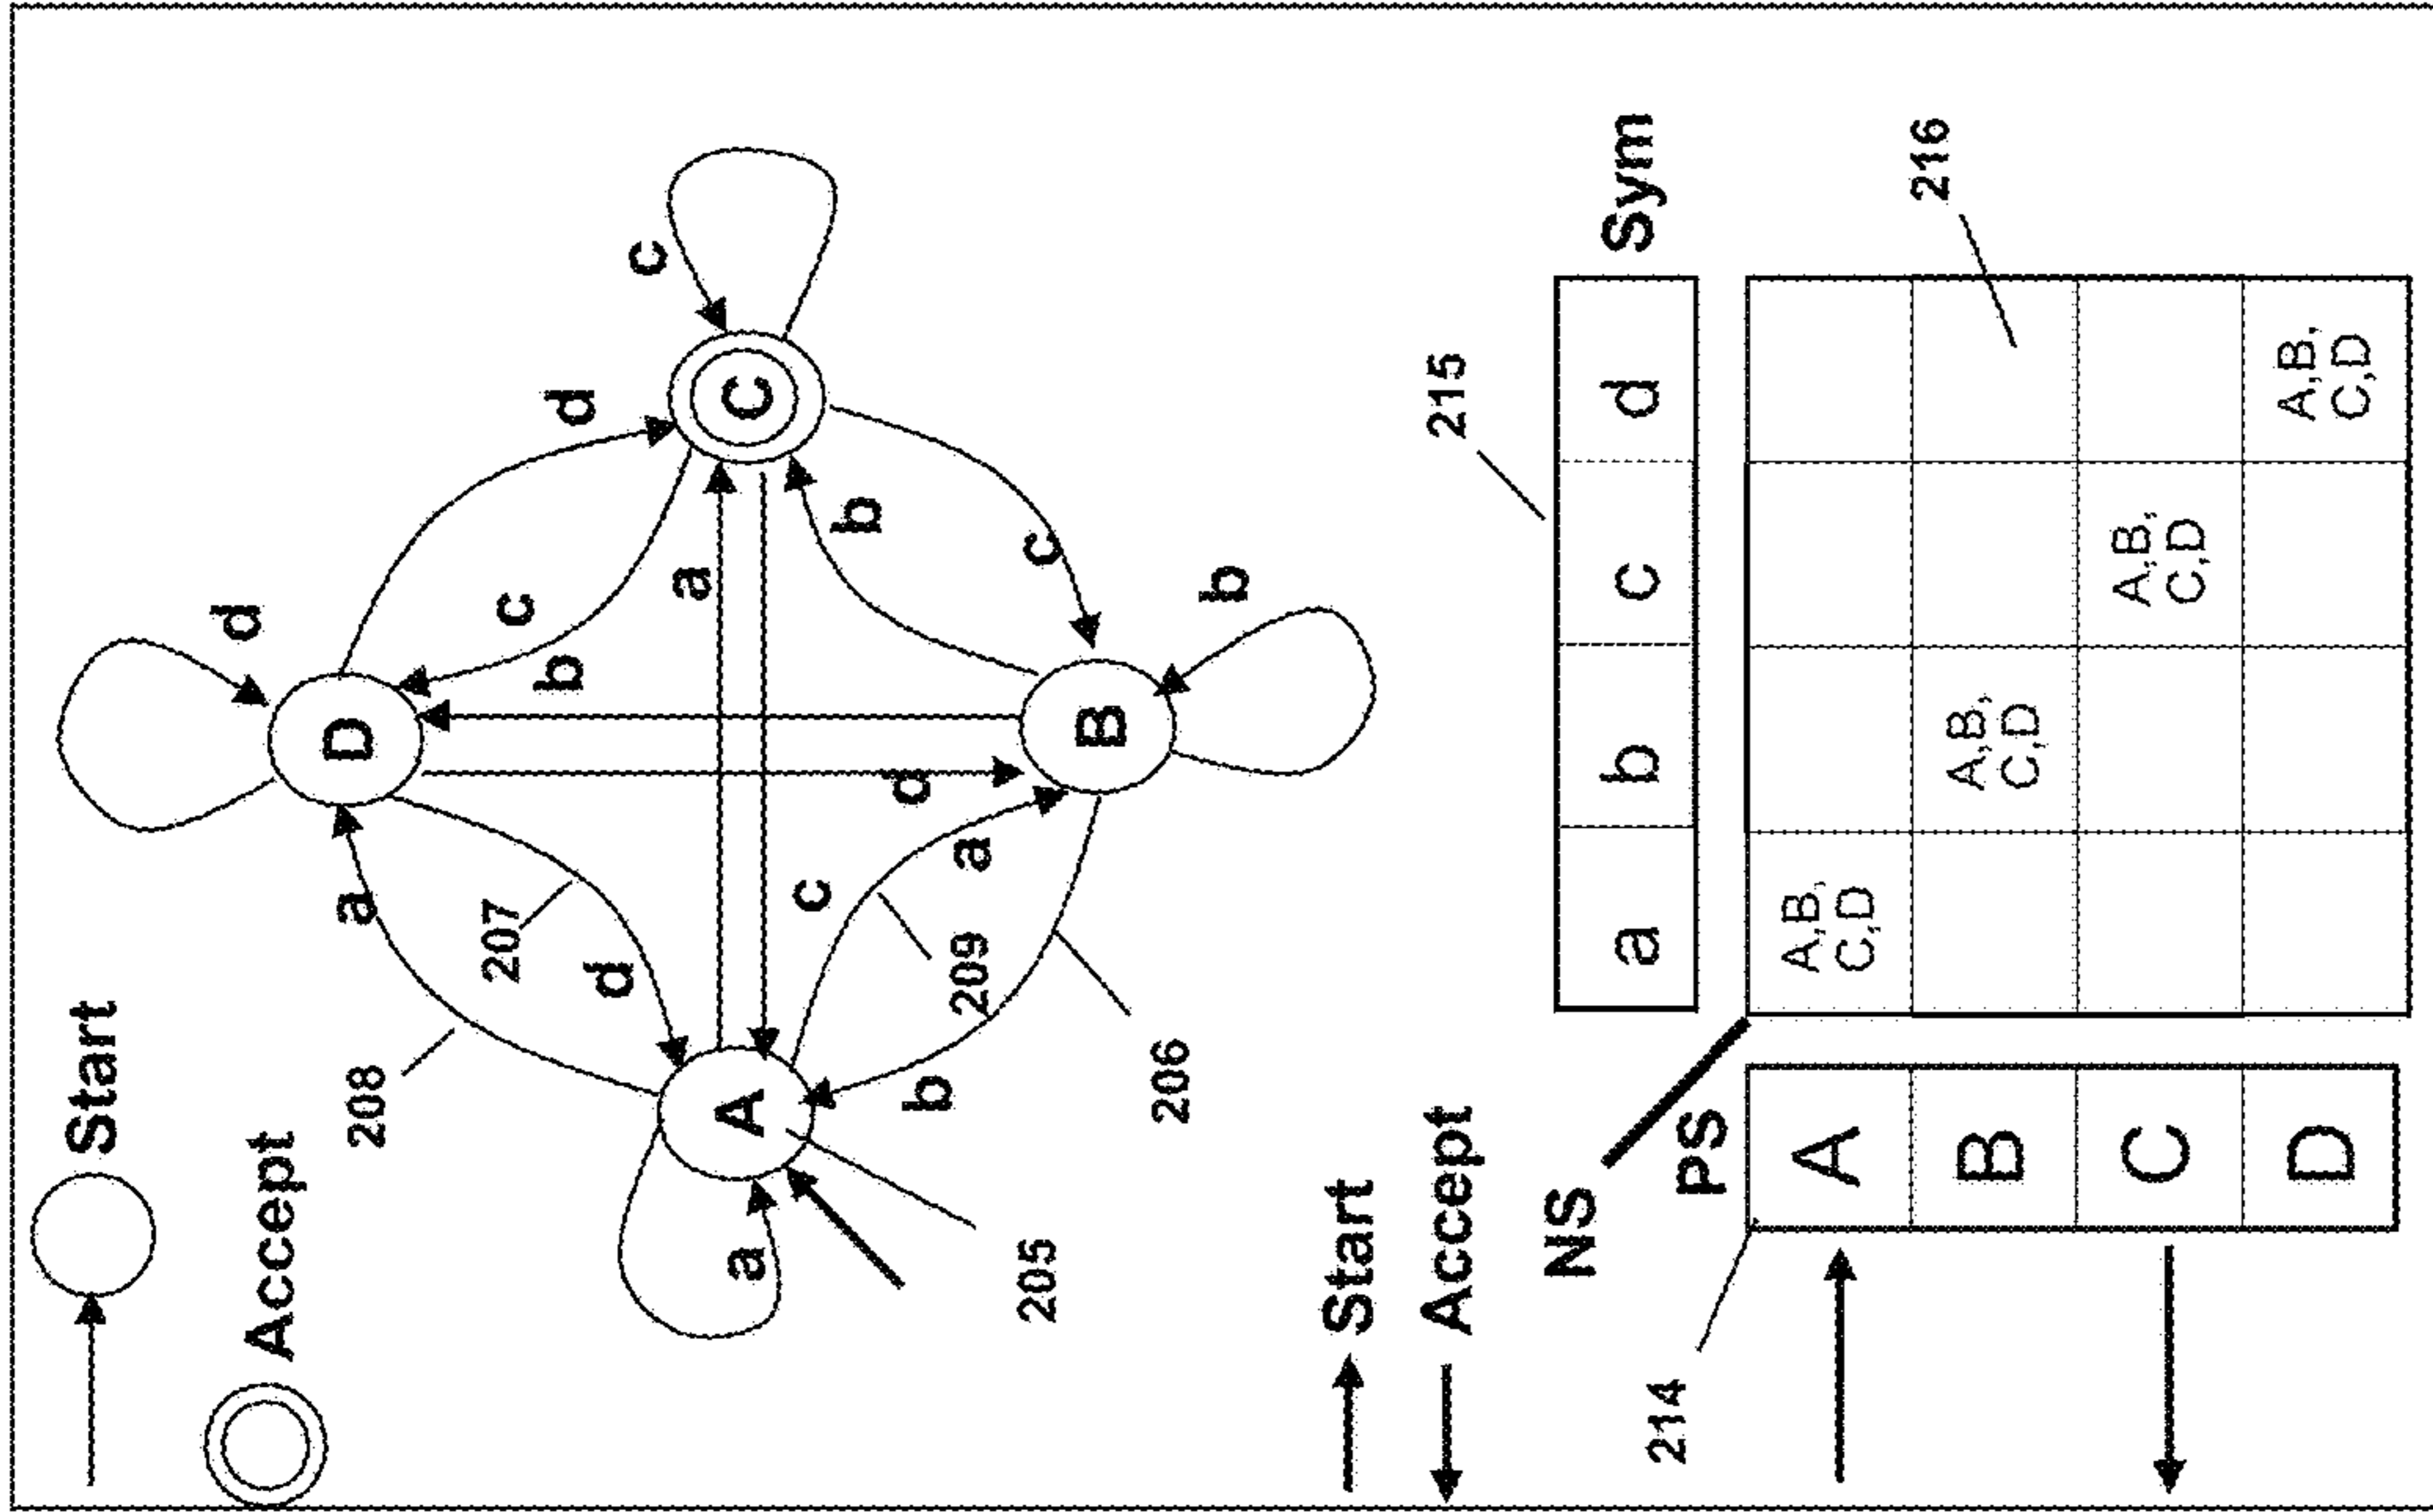 Start
Accept
d
D
a
208
207
c
b
d
d
c
a
a
A
C
c
b
d
b
209
a
205
c
B
206
b
Start
Accept
215
NS
a b c d Sym
214
PS
A
A,B,
C,D
216
B
A,B,
C,D
C
A,B,
C,D
D
A,B,
C,D